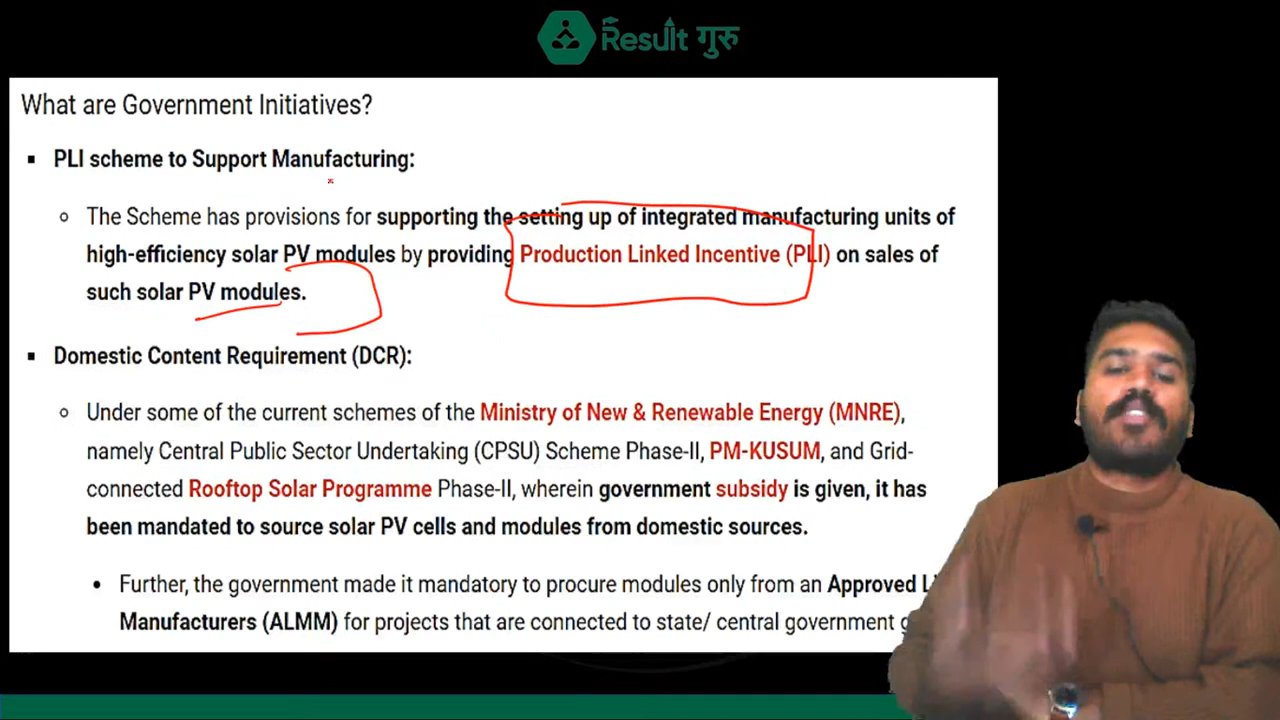 Result गुरु
What are Government Initiatives?
▪ PLI scheme to Support Manufacturing:
○ The Scheme has provisions for supporting the setting up of integrated manufacturing units of
high-efficiency solar PV modules by providing Production Linked Incentive (PLI) on sales of
such solar PV modules.
▪ Domestic Content Requirement (DCR):
○ Under some of the current schemes of the Ministry of New & Renewable Energy (MNRE),
namely Central Public Sector Undertaking (CPSU) Scheme Phase-II, PM-KUSUM, and Grid-
connected Rooftop Solar Programme Phase-II, wherein government subsidy is given, it has
been mandated to source solar PV cells and modules from domestic sources.
• Further, the government made it mandatory to procure modules only from an Approved
Manufacturers (ALMM) for projects that are connected to state/ central government